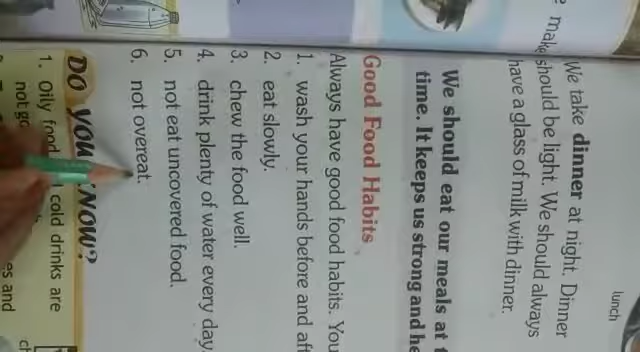 lunch
We take dinner at night. Dinner
should be light. We should always
have a glass of milk with dinner.
We should eat our meals at
time. It keeps us strong and
Good Food Habits
Always have good food habits. You
1. wash your hands before and
2. eat slowly.
3. chew the food well.
4. drink plenty of water every day.
5. not eat uncovered food.
6. not overeat.
DO YOU
1. Oily food cold drinks are
not and